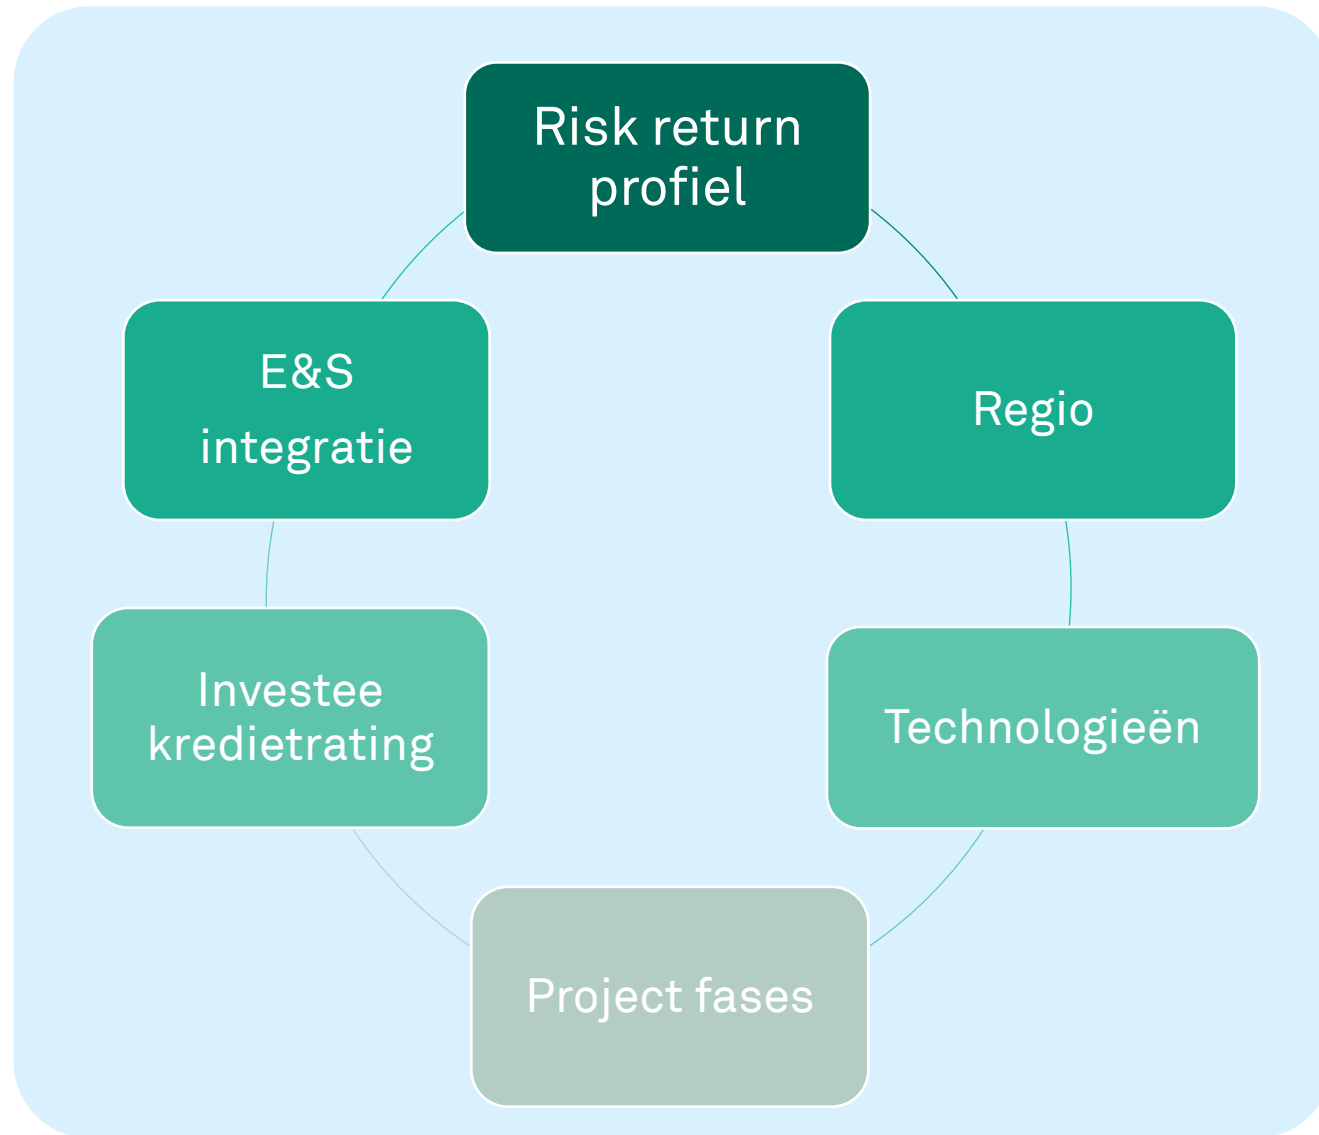 Risk return
profiel
E&S
integratie
Regio
Investee
kredietrating
Technologieën
Project fases